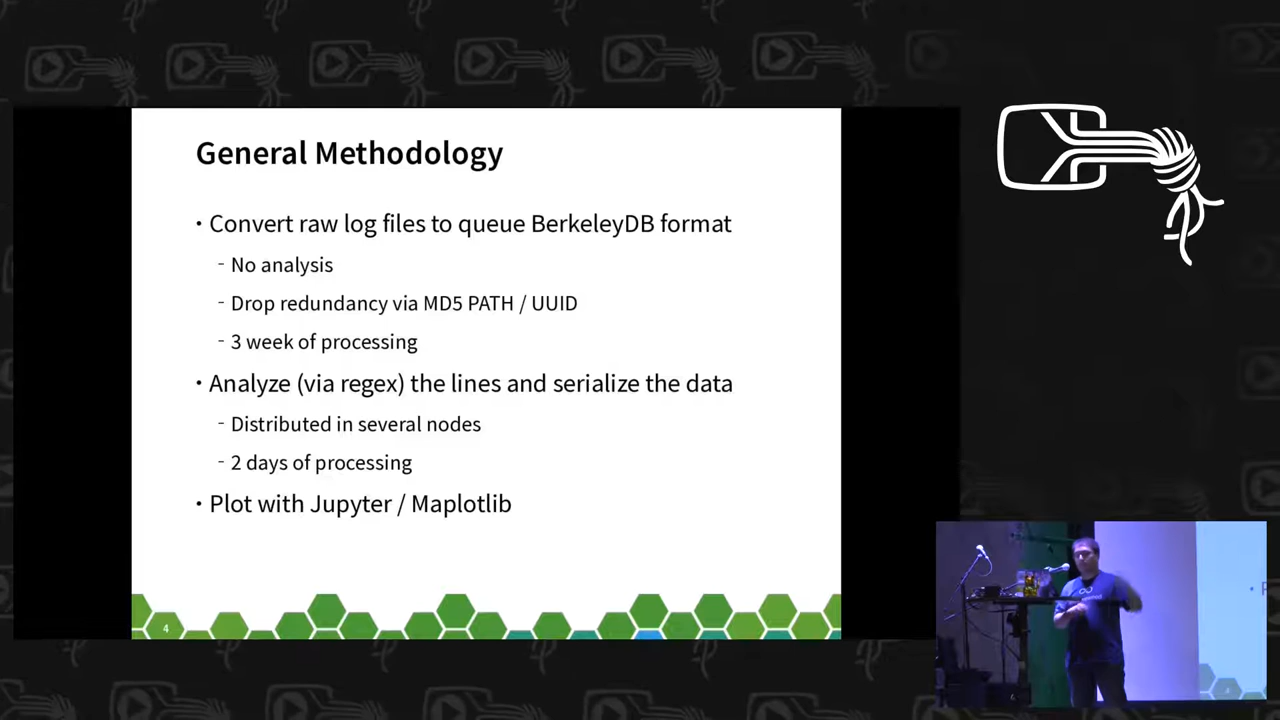 General Methodology
• Convert raw log files to queue BerkeleyDB format
- No analysis
- Drop redundancy via MD5 PATH / UUID
- 3 week of processing
• Analyze (via regex) the lines and serialize the data
- Distributed in several nodes
- 2 days of processing
• Plot with Jupyter / Maplotlib
4